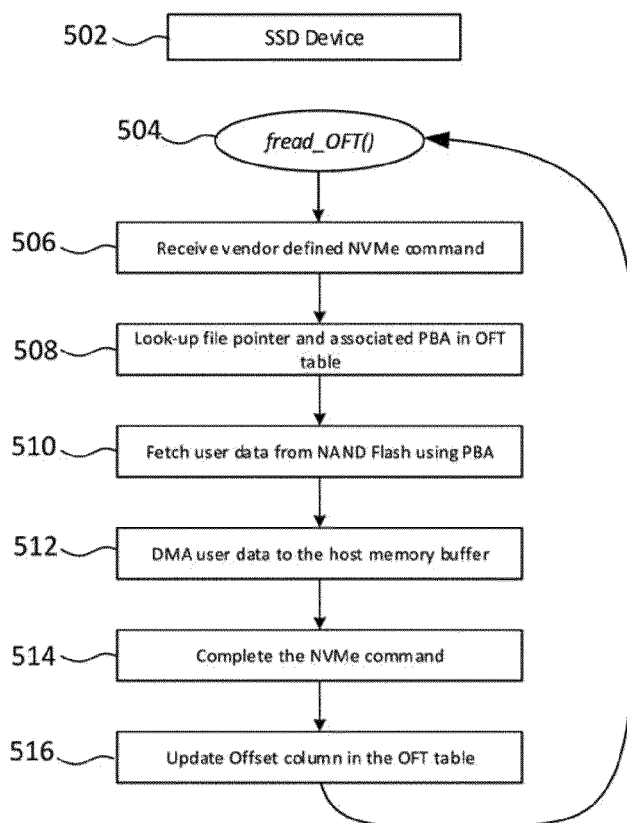 502
SSD Device
504
fread_OFT()
506
Receive vendor defined NVMe command
508
Look-up file pointer and associated PBA in OFT
table
510
Fetch user data from NAND Flash using PBA
512
DMA user data to the host memory buffer
514
Complete the NVMe command
516
Update Offset column in the OFT table